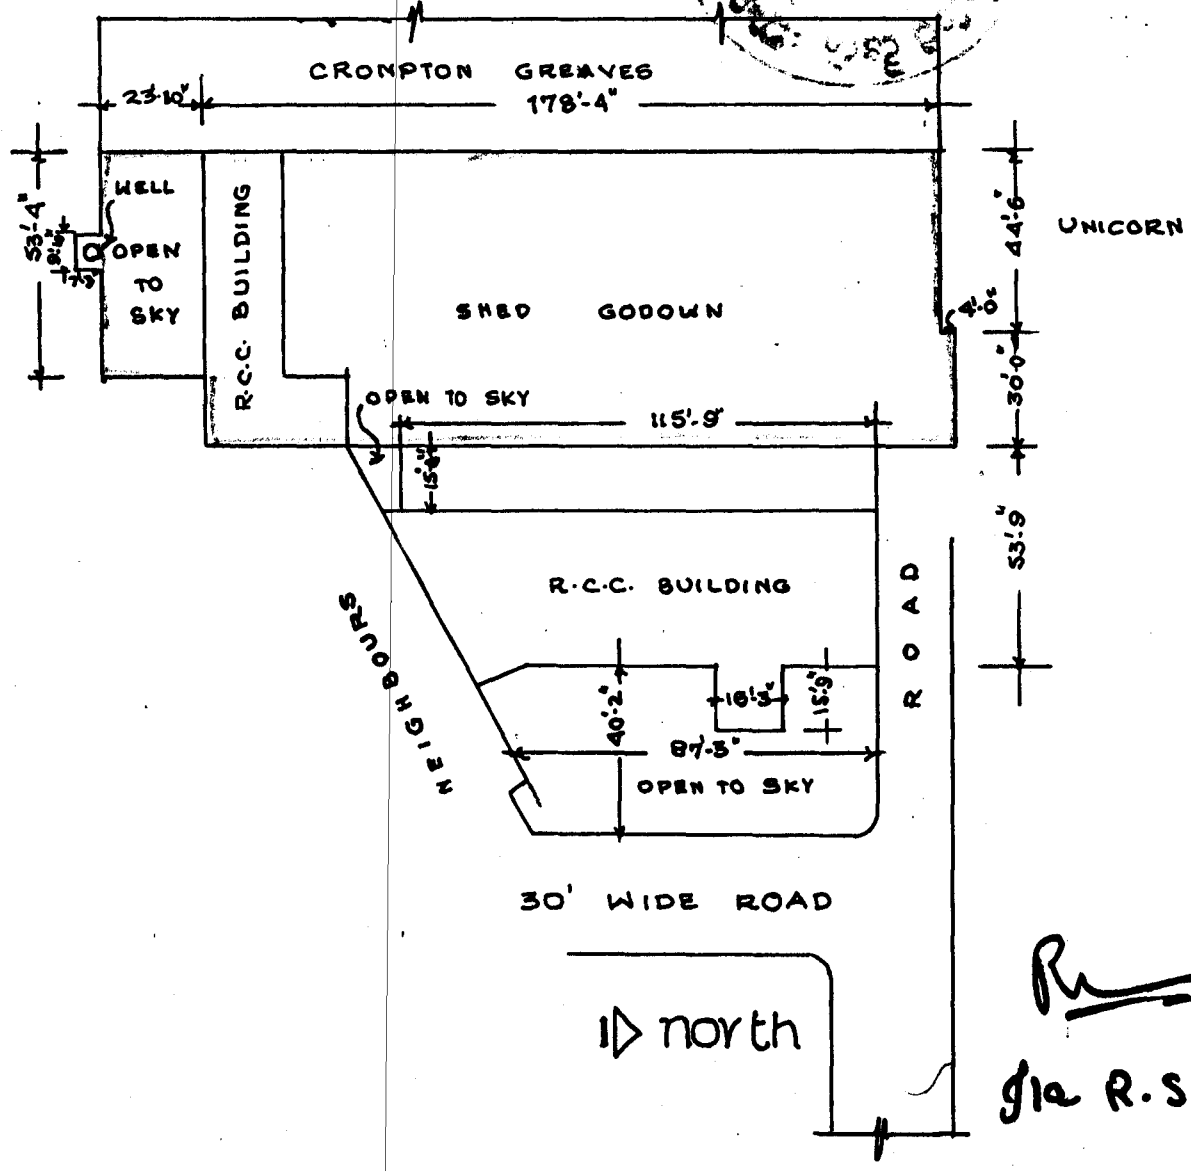 CROMPTON GREAVES
23'-10"
178'-4"
WELL
53'-4"
OPEN
TO
SKY
R.C.C. BUILDING
44'-6"
UNICORN
SHED GODOWN
4'-0"
30'-0"
OPEN TO SKY
115'-9"
53'-9"
R.C.C. BUILDING
ROAD
NEIGHBOURS
40'-2"
16'-3"
15'-9"
87'-3"
OPEN TO SKY
30' WIDE ROAD
north
R.S